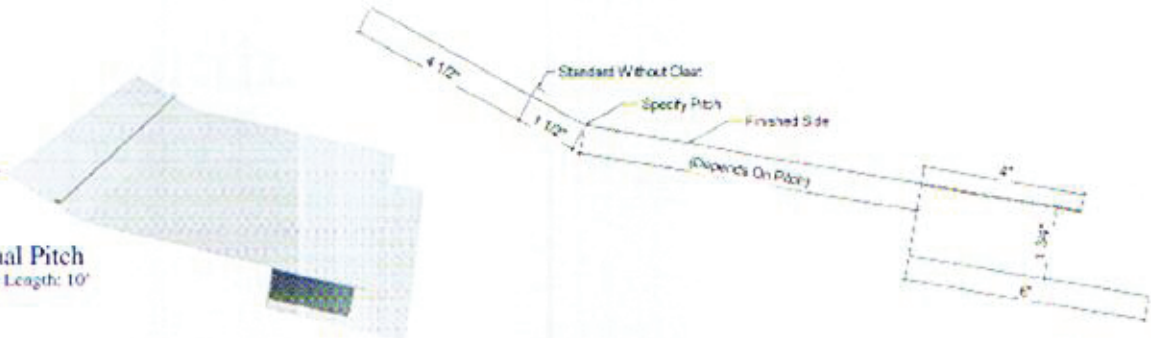 4 1/2"
Standard Without Cleat
1 1/2"
Specify Pitch
Finished Side
(Depends On Pitch)
4"
3/4"
6"
al Pitch
Length: 10'